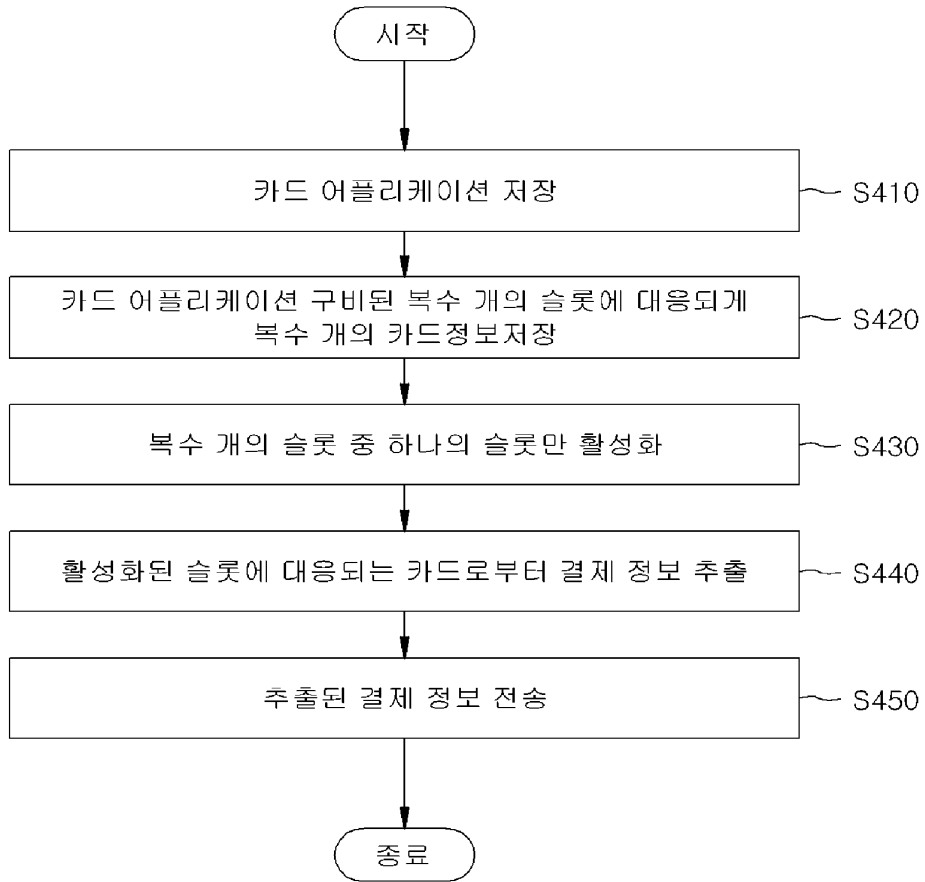 시작
카드 어플리케이션 저장
S410
카드 어플리케이션 구비된 복수 개의 슬롯에 대응되게
복수 개의 카드정보저장
S420
복수 개의 슬롯 중 하나의 슬롯만 활성화
S430
활성화된 슬롯에 대응되는 카드로부터 결제 정보 추출
S440
추출된 결제 정보 전송
S450
종료